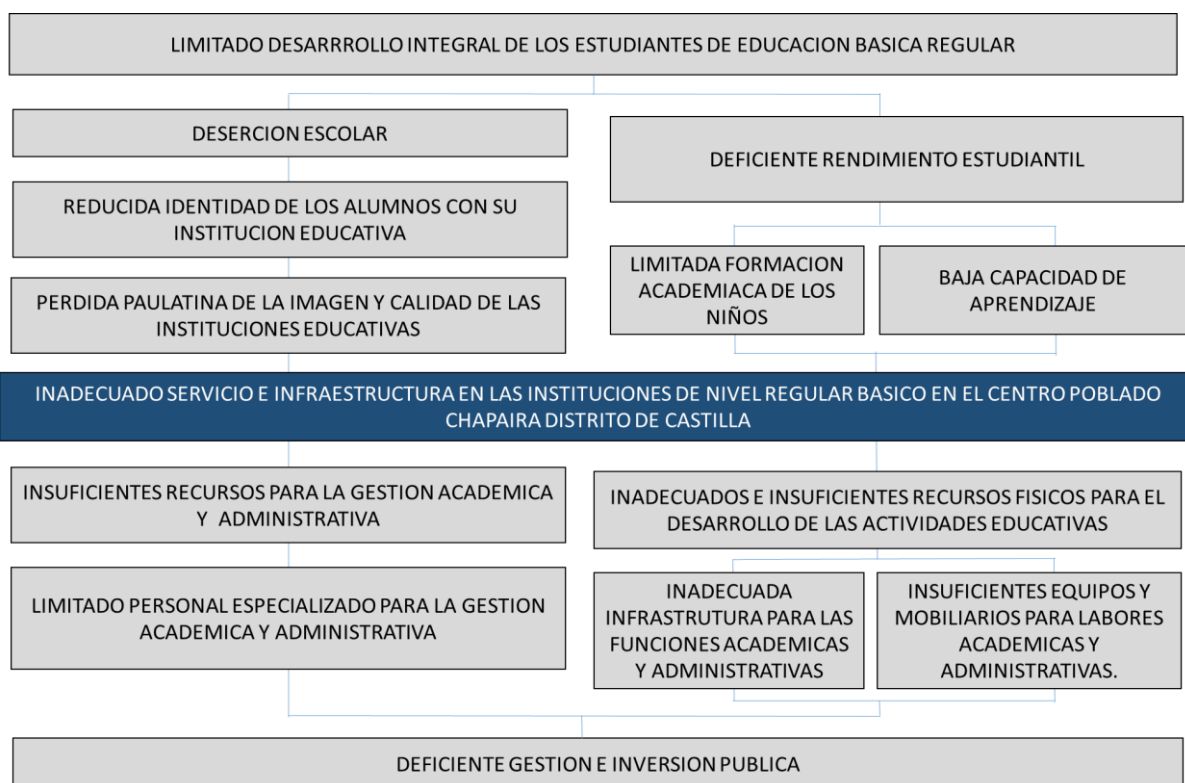 LIMITADO DESARRROLLO INTEGRAL DE LOS ESTUDIANTES DE EDUCACION BASICA REGULAR
DESERCION ESCOLAR
DEFICIENTE RENDIMIENTO ESTUDIANTIL
REDUCIDA IDENTIDAD DE LOS ALUMNOS CON SU
INSTITUCION EDUCATIVA
PERDIDA PAULATINA DE LA IMAGEN Y CALIDAD DE LAS
INSTITUCIONES EDUCATIVAS
LIMITADA FORMACION
ACADEMIACA DE LOS
NIÑOS
BAJA CAPACIDAD DE
APRENDIZAJE
INADECUADO SERVICIO E INFRAESTRUCTURA EN LAS INSTITUCIONES DE NIVEL REGULAR BASICO EN EL CENTRO POBLADO
CHAPAIRA DISTRITO DE CASTILLA
INSUFICIENTES RECURSOS PARA LA GESTION ACADEMICA
Y ADMINISTRATIVA
INADECUADOS E INSUFICIENTES RECURSOS FISICOS PARA EL
DESARROLLO DE LAS ACTIVIDADES EDUCATIVAS
LIMITADO PERSONAL ESPECIALIZADO PARA LA GESTION
ACADEMICA Y ADMINISTRATIVA
INADECUADA
INFRASTRUTURA PARA LAS
FUNCIONES ACADEMICAS
Y ADMINISTRATIVAS
INSUFICIENTES EQUIPOS Y
MOBILIARIOS PARA LABORES
ACADEMICAS Y
ADMINISTRATIVAS.
DEFICIENTE GESTION E INVERSION PUBLICA